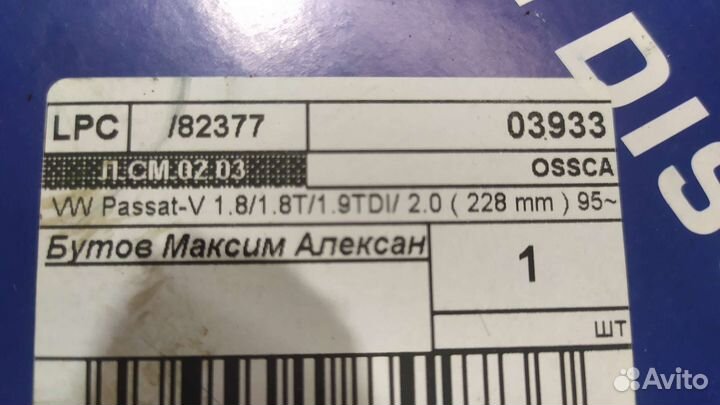 DIS
LPC /82377 03933
Л.СМ.02.03 OSSCA
VW Passat-V 1.8/1.8T/1.9TDI/ 2.0 ( 228 mm ) 95~
Бутов Максим Алексан
1
шт
Avito